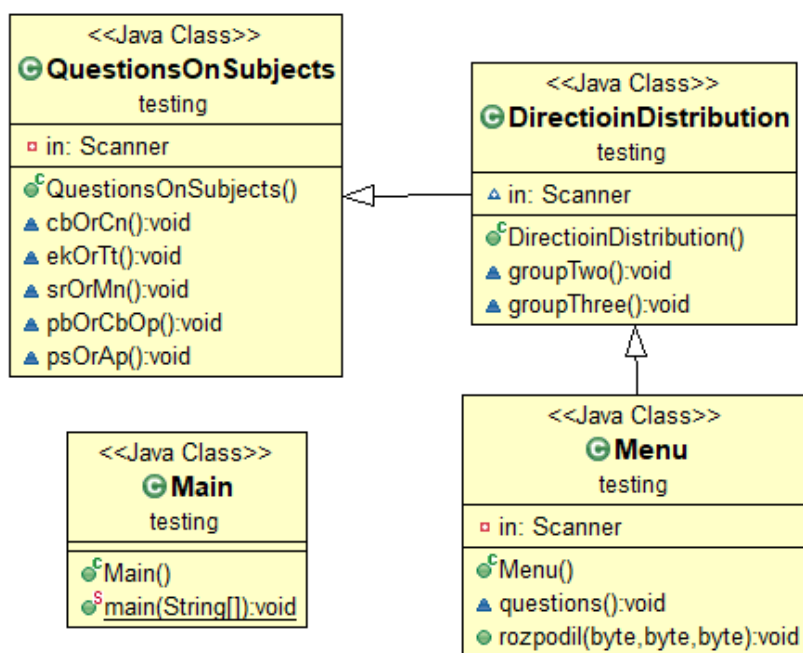 <<Java Class>>
QuestionsOnSubjects
testing
in: Scanner
QuestionsOnSubjects()
cbOrCn():void
ekOrTt():void
srOrMn():void
pbOrCbOp():void
psOrAp():void
<<Java Class>>
DirectioinDistribution
testing
in: Scanner
DirectioinDistribution()
groupTwo():void
groupThree():void
<<Java Class>>
Main
testing
Main()
main(String[]):void
<<Java Class>>
Menu
testing
in: Scanner
Menu()
questions():void
rozpodil(byte,byte,byte):void